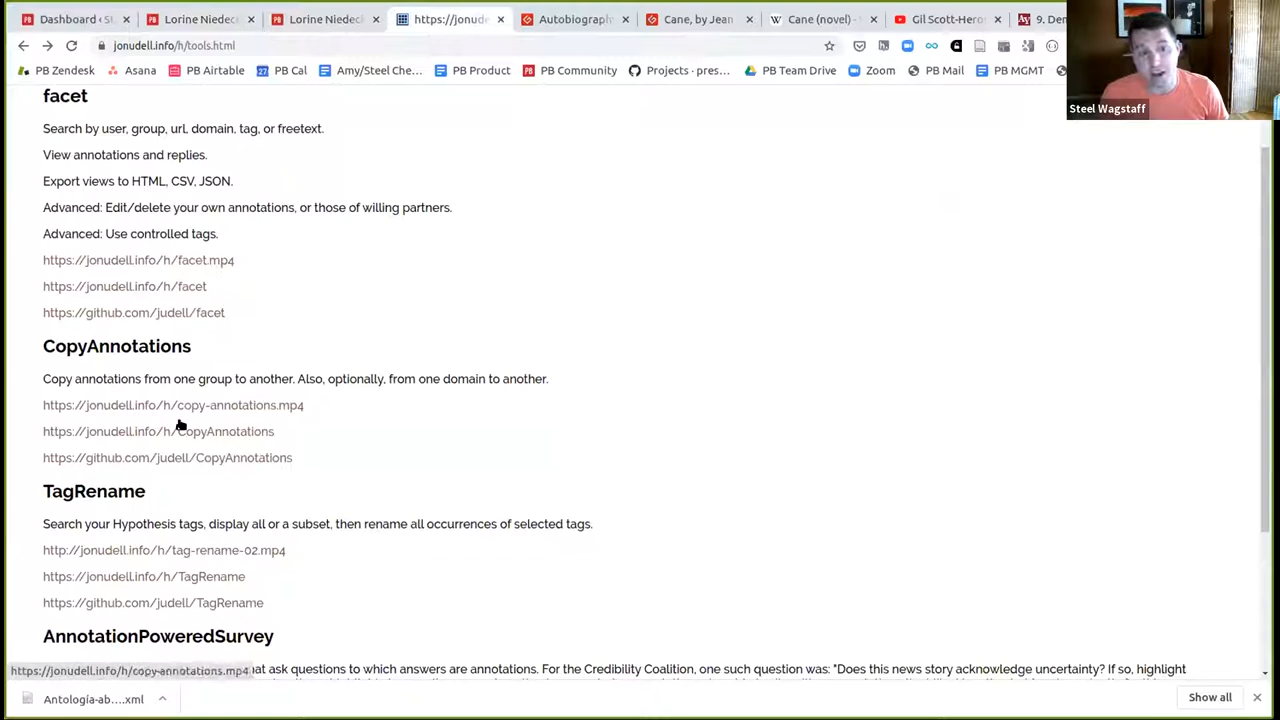 Dashboard ‹ S
Lorine Niedec
Lorine Niedec
https://jonude
Autobiograph
Cane, by Jean
Cane (novel) -
Gil Scott-Hero
9. De
jonudell.info/h/tools.html
PB Zendesk
Asana
PB Airtable
PB Cal
Amy/Steel Che...
PB Product
PB Community
Projects · pres...
PB Team Drive
Zoom
PB Mail
PB MGMT
Steel Wagstaff
facet
Search by user, group, url, domain, tag, or freetext.
View annotations and replies.
Export views to HTML, CSV, JSON.
Advanced: Edit/delete your own annotations, or those of willing partners.
Advanced: Use controlled tags.
https://jonudell.info/h/facet.mp4
https://jonudell.info/h/facet
https://github.com/judell/facet
CopyAnnotations
Copy annotations from one group to another. Also, optionally, from one domain to another.
https://jonudell.info/h/copy-annotations.mp4
https://jonudell.info/h/CopyAnnotations
https://github.com/judell/CopyAnnotations
TagRename
Search your Hypothesis tags, display all or a subset, then rename all occurrences of selected tags.
http://jonudell.info/h/tag-rename-02.mp4
https://jonudell.info/h/TagRename
https://github.com/judell/TagRename
AnnotationPoweredSurvey
https://jonudell.info/h/copy-annotations.mp4
at ask questions to which answers are annotations. For the Credibility Coalition, one such question was: "Does this news story acknowledge uncertainty? If so, highlight
Antología-ab....xml
Show all